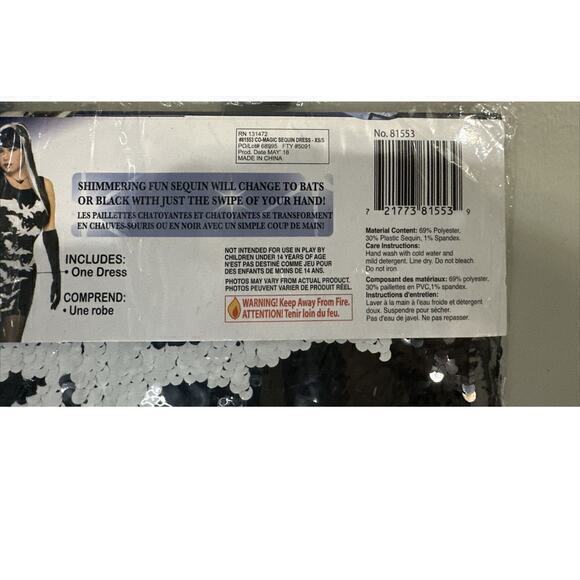 RN 131472
#81553 CO-MAGIC SEQUIN DRESS - XS/S
PO/Lot# 68995 FTY #5091
Prod. Date MAY' 18
MADE IN CHINA
No. 81553
7 21773 81553 9
SHIMMERING FUN SEQUIN WILL CHANGE TO BATS
OR BLACK WITH JUST THE SWIPE OF YOUR HAND!
LES PAILLETTES CHATOYANTES ET CHATOYANTES SE TRANSFORMENT
EN CHAUVES-SOURIS OU EN NOIR AVEC UN SIMPLE COUP DE MAIN!
INCLUDES:
• One Dress
COMPREND:
• Une robe
NOT INTENDED FOR USE IN PLAY BY
CHILDREN UNDER 14 YEARS OF AGE
N'EST PAS DESTINÉ COMME JEU POUR
DES ENFANTS DE MOINS DE 14 ANS.
PHOTOS MAY VARY FROM ACTUAL PRODUCT.
PHOTOS PEUVENT VARIER DE PRODUIT RÉEL.
WARNING! Keep Away From Fire.
ATTENTION! Tenir loin du feu.
Material Content: 69% Polyester,
30% Plastic Sequin, 1% Spandex.
Care Instructions:
Hand wash with cold water and
mild detergent. Line dry. Do not bleach.
Do not iron
Composant des matériaux: 69% polyester,
30% paillettes en PVC,1% spandex.
Instructions d'entretien:
Laver à la main à l'eau froide et détergent
doux. Suspendre pour sécher.
Pas d'eau de javel. Ne pas repasser.